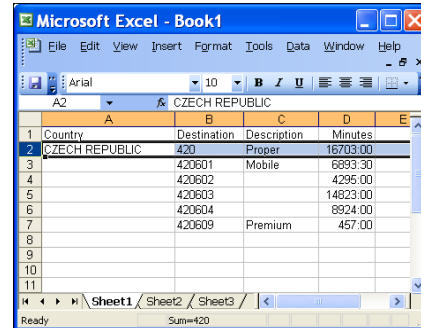 Microsoft Excel - Book1
File Edit View Insert Format Tools Data Window Help
Arial 10 B I U
A2 fx CZECH REPUBLIC
A B C D E
1 Country Destination Description Minutes
2 CZECH REPUBLIC 420 Proper 16703:00
3 420601 Mobile 6893:30
4 420602 4295:00
5 420603 14823:00
6 420604 8924:00
7 420609 Premium 457:00
8
9
10
11
Sheet1 Sheet2 Sheet3
Ready Sum=420